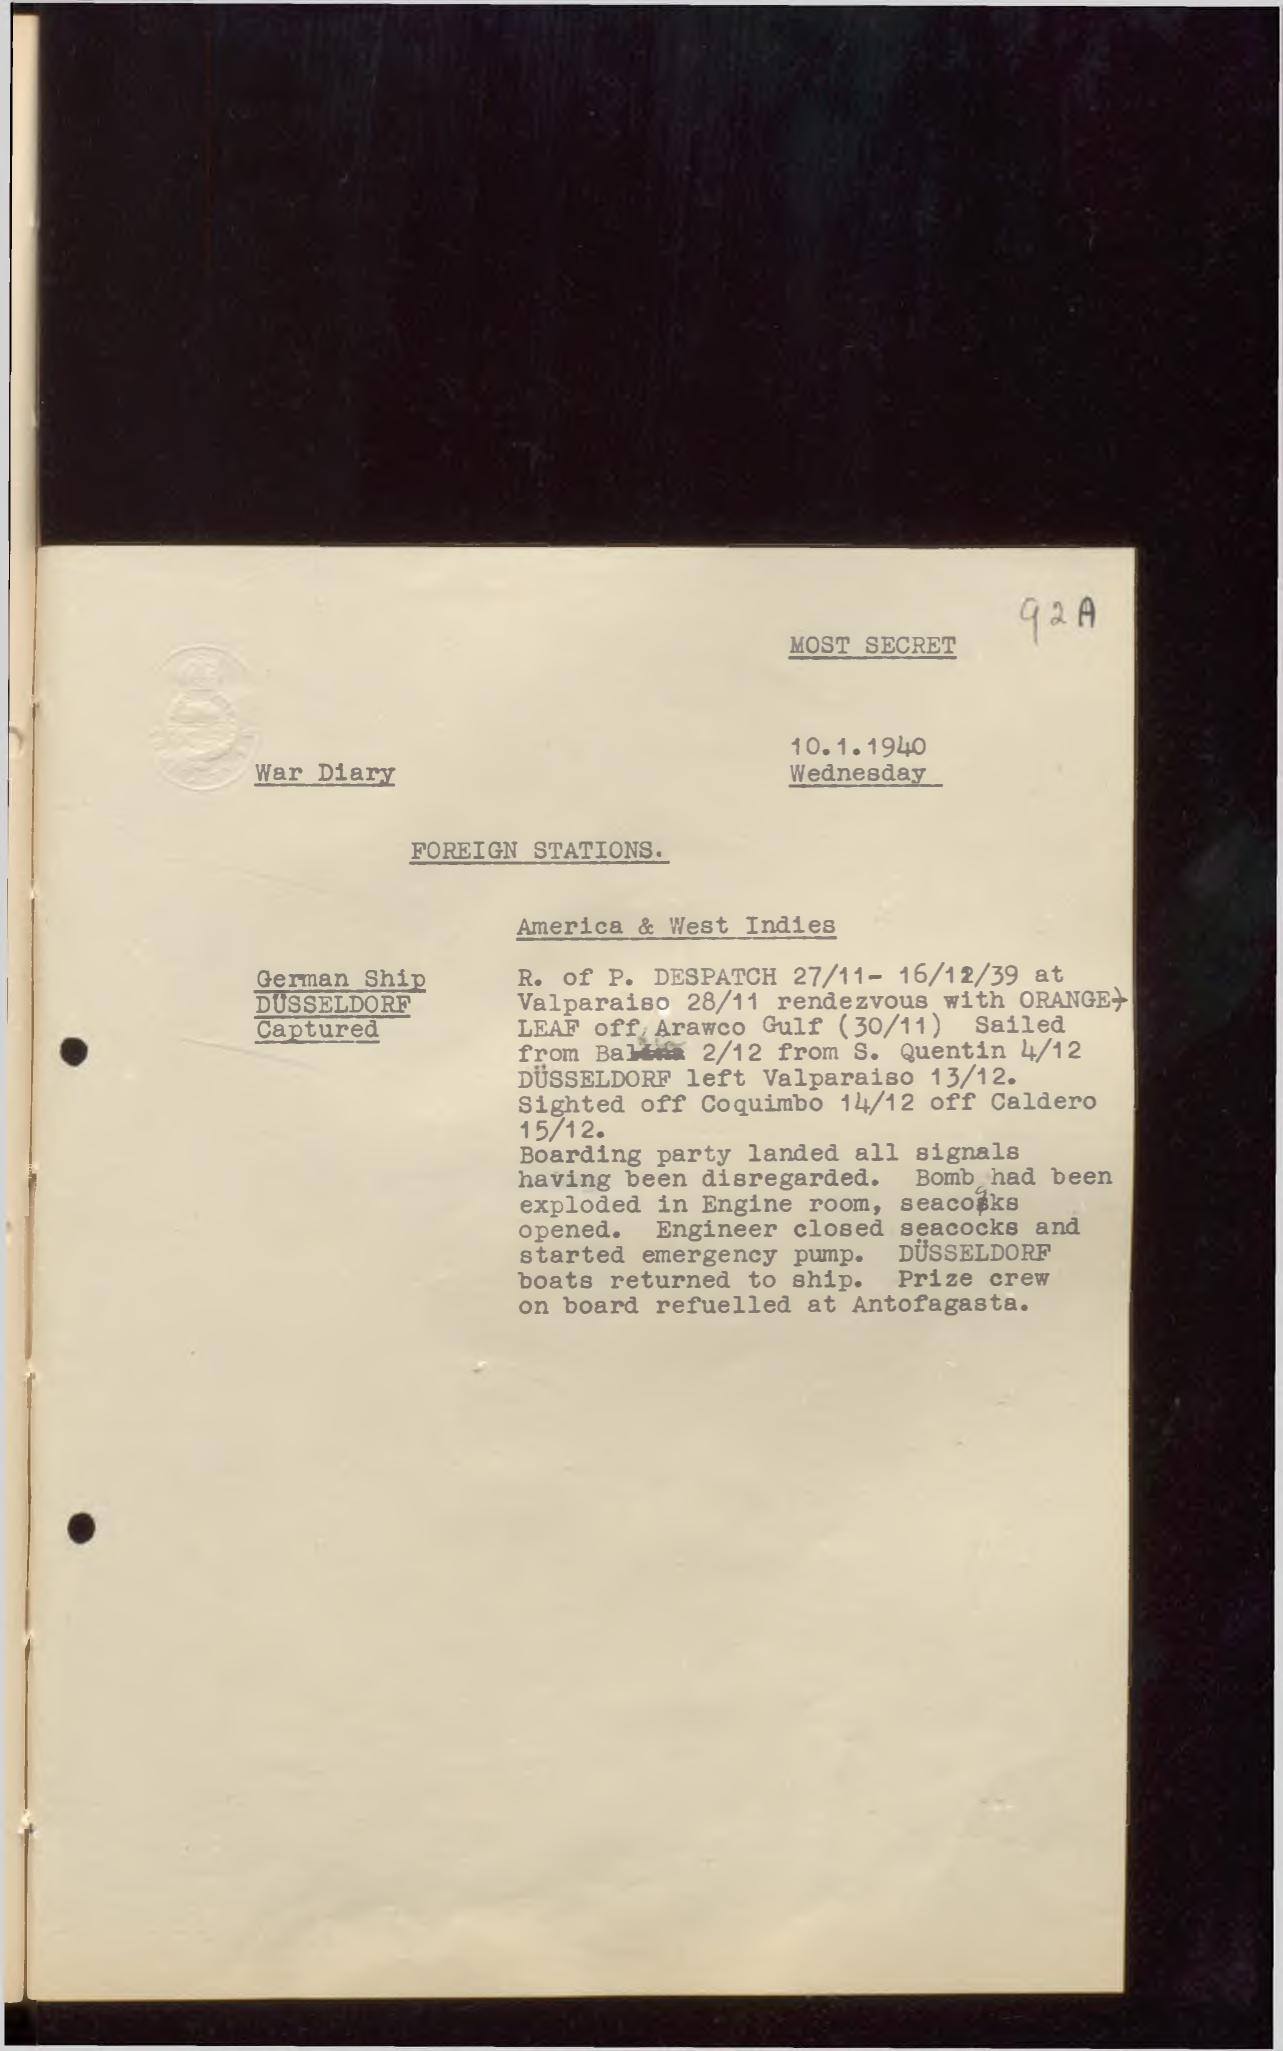 92A
MOST SECRET
10.1.1940
War Diary
Wednesday
FOREIGN STATIONS.
America & West Indies
German Ship
DÜSSELDORF
Captured
R. of P. DESPATCH 27/11- 16/12/39 at
Valparaiso 28/11 rendezvous with ORANGE-
LEAF off Arawco Gulf (30/11) Sailed
from 2/12 from S. Quentin 4/12
DÜSSELDORF left Valparaiso 13/12.
Sighted off Coquimbo 14/12 off Caldero
15/12.
Boarding party landed all signals
having been disregarded. Bomb had been
exploded in Engine room, seacocks
opened. Engineer closed seacocks and
started emergency pump. DÜSSELDORF
boats returned to ship. Prize crew
on board refuelled at Antofagasta.